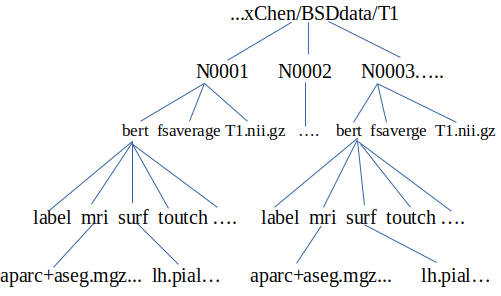 ...xChen/BSDdata/T1
N0001 N0002 N0003.....
bert fsaverage T1.nii.gz .... bert fsaverge T1.nii.gz
label mri surf toutch .... label mri surf toutch ....
aparc+aseg.mgz... lh.pial... aparc+aseg.mgz... lh.pial...